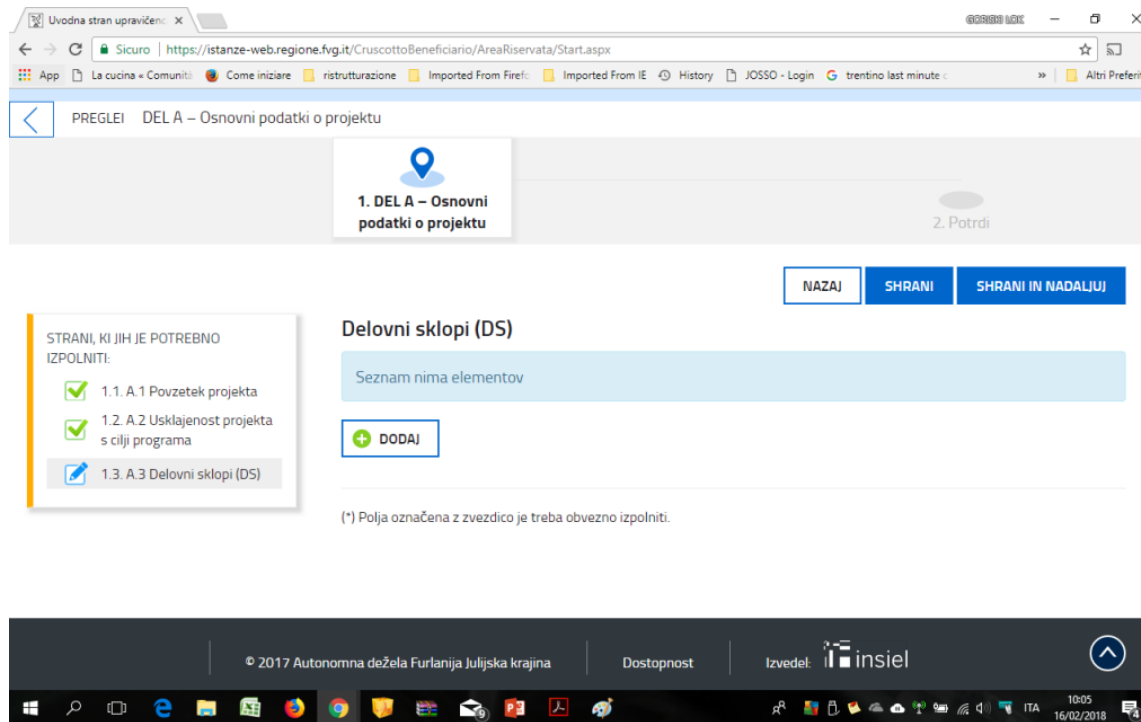 Uvodna stran upravičenc
https://istanze-web.regione.fvg.it/CruscottoBeneficiario/AreaRiservata/Start.aspx
Sicuro
App La cucina « Comunità Come iniziare ristrutturazione Imported From Firefo Imported From IE History JOSSO - Login trentino last minute c » Altri Preferiti
PREGLEI DEL A – Osnovni podatki o projektu
1. DEL A – Osnovni
podatki o projektu
2. Potrdi
NAZAJ SHRANI SHRANI IN NADALJUJ
STRANI, KI JIH JE POTREBNO
IZPOLNITI:
1.1. A.1 Povzetek projekta
1.2. A.2 Usklajenost projekta
s cilji programa
1.3. A.3 Delovni sklopi (DS)
Delovni sklopi (DS)
Seznam nima elementov
DODAJ
(*) Polja označena z zvezdico je treba obvezno izpolniti.
© 2017 Autonomna dežela Furlanija Julijska krajina Dostopnost Izvedel: insiel
ITA 10:05
16/02/2018